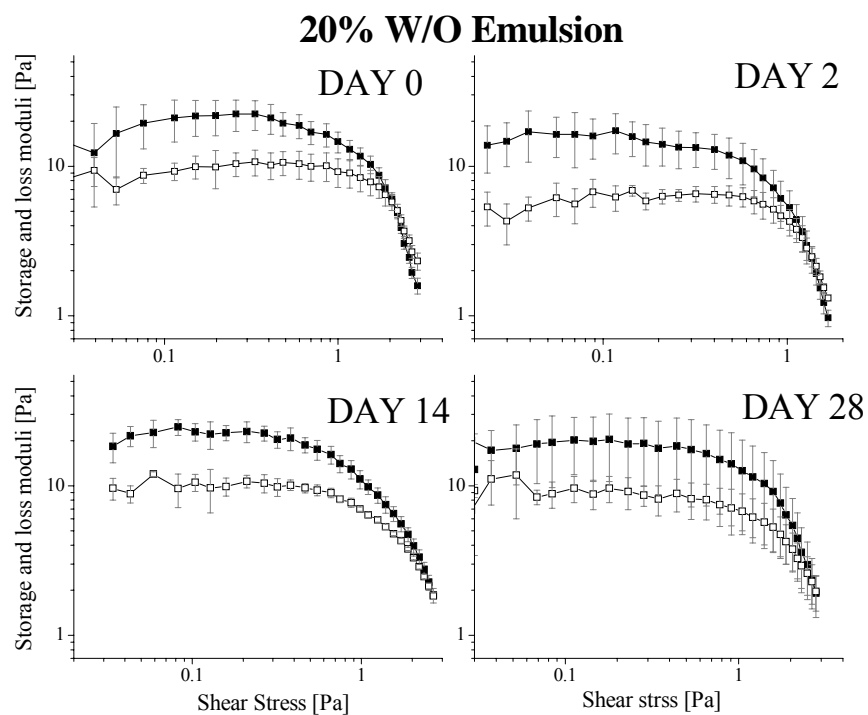 20% W/O Emulsion
DAY 0
DAY 2
Storage and loss moduli [Pa]
10
1
0.1
1
10
1
0.1
1
DAY 14
DAY 28
Storage and loss moduli [Pa]
10
1
0.1
1
10
1
0.1
1
Shear Stress [Pa]
Shear strss [Pa]